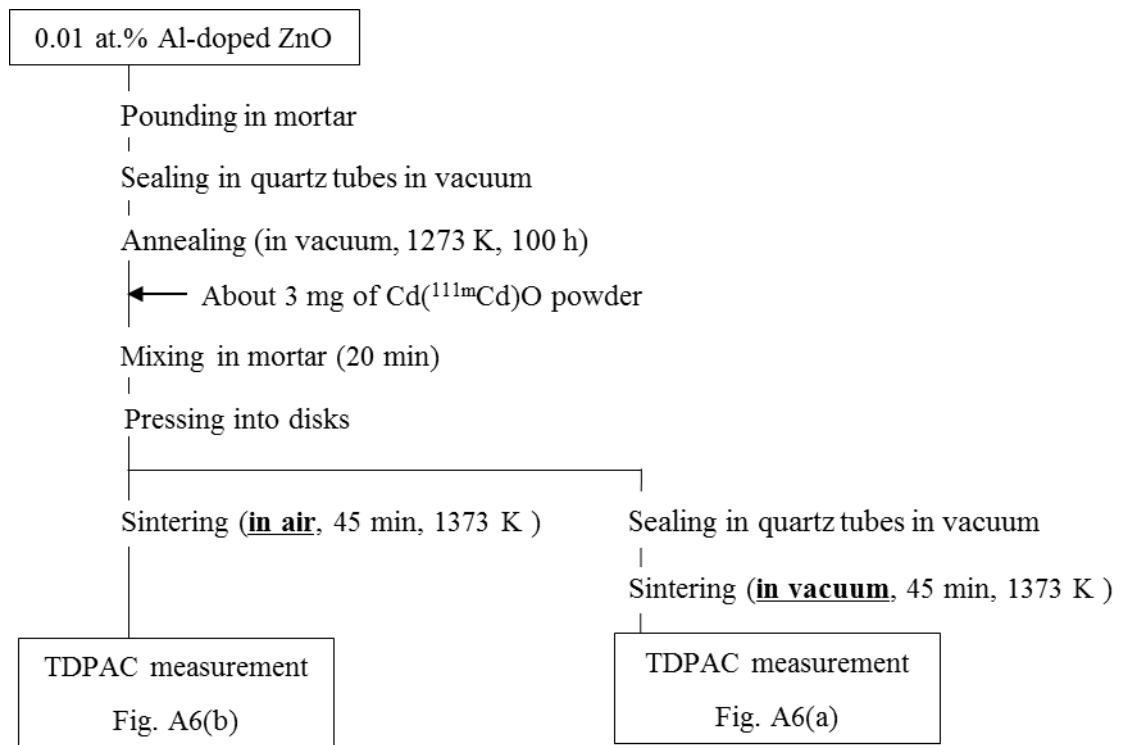 0.01 at.% Al-doped ZnO
Pounding in mortar
Sealing in quartz tubes in vacuum
Annealing (in vacuum, 1273 K, 100 h)
About 3 mg of Cd(¹¹¹ᵐCd)O powder
Mixing in mortar (20 min)
Pressing into disks
Sintering (in air, 45 min, 1373 K )
Sealing in quartz tubes in vacuum
Sintering (in vacuum, 45 min, 1373 K )
TDPAC measurement
Fig. A6(b)
TDPAC measurement
Fig. A6(a)